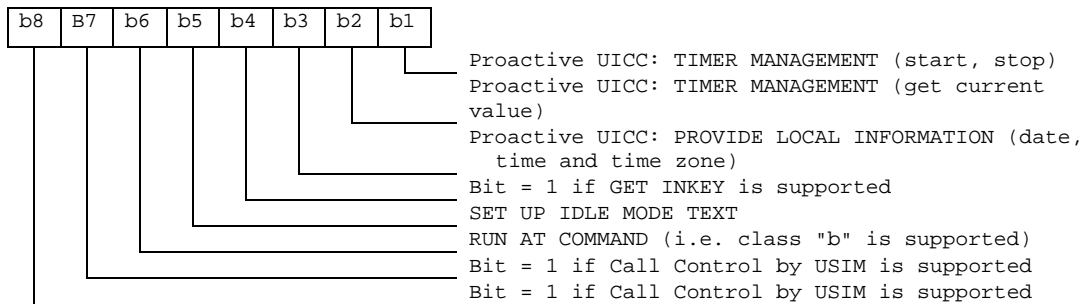 b8 B7 b6 b5 b4 b3 b2 b1
Proactive UICC: TIMER MANAGEMENT (start, stop)
Proactive UICC: TIMER MANAGEMENT (get current
value)
Proactive UICC: PROVIDE LOCAL INFORMATION (date,
time and time zone)
Bit = 1 if GET INKEY is supported
SET UP IDLE MODE TEXT
RUN AT COMMAND (i.e. class "b" is supported)
Bit = 1 if Call Control by USIM is supported
Bit = 1 if Call Control by USIM is supported